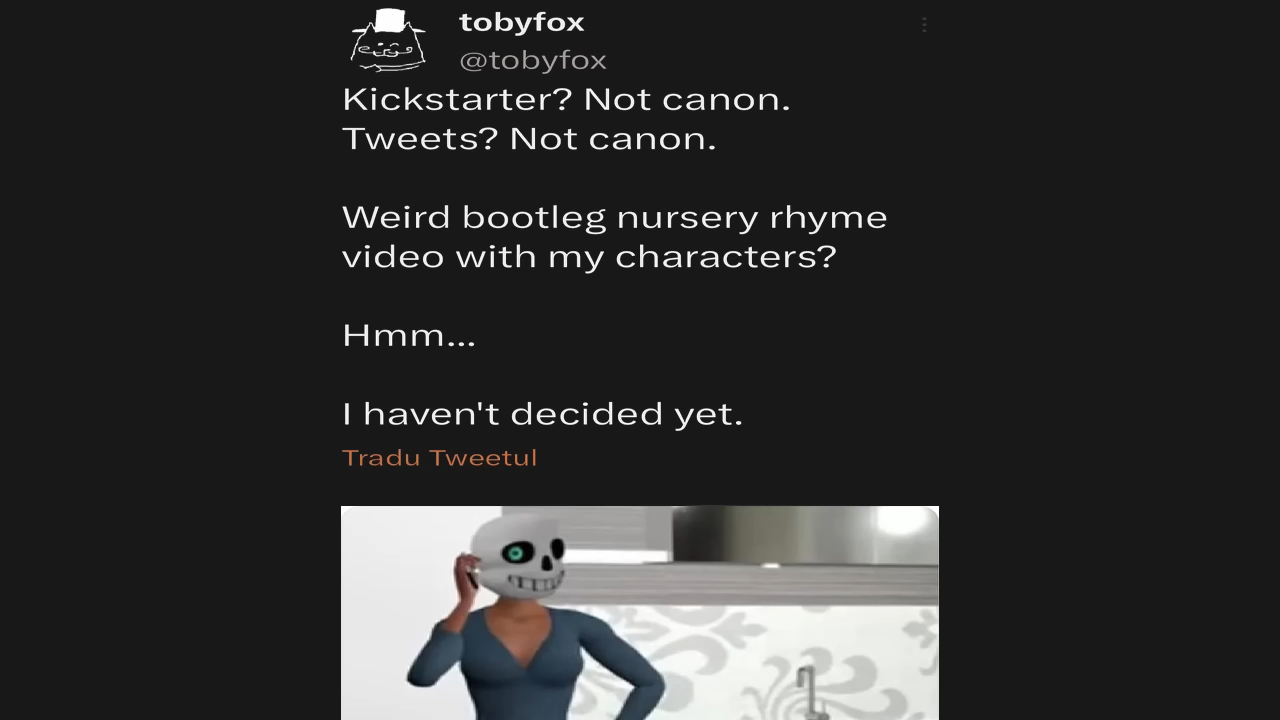 tobyfox
@tobyfox
Kickstarter? Not canon.
Tweets? Not canon.
Weird bootleg nursery rhyme
video with my characters?
Hmm...
I haven't decided yet.
Tradu Tweetul